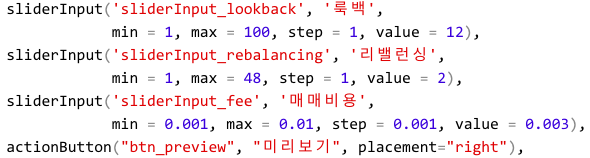 sliderInput('sliderInput_lookback', '룩백',
min = 1, max = 100, step = 1, value = 12),
sliderInput('sliderInput_rebalancing', '리밸런싱',
min = 1, max = 48, step = 1, value = 2),
sliderInput('sliderInput_fee', '매매비용',
min = 0.001, max = 0.01, step = 0.001, value = 0.003),
actionButton("btn_preview", "미리보기", placement="right"),